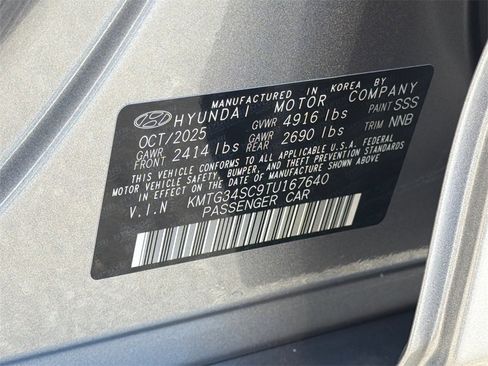 MANUFACTURED IN KOREA BY
HYUNDAI MOTOR COMPANY
OCT/2025 GVWR 4916 lbs PAINT SSS
GAWR FRONT 2414 lbs GAWR REAR 2690 lbs TRIM NNB
THIS VEHICLE CONFORMS TO ALL APPLICABLE U.S.A. FEDERAL
MOTOR VEHICLE SAFETY, BUMPER, AND THEFT PREVENTION STANDARDS
IN EFFECT ON THE DATE OF MANUFACTURE SHOWN ABOVE.
V.I.N KMTG34SC9TU167640
PASSENGER CAR